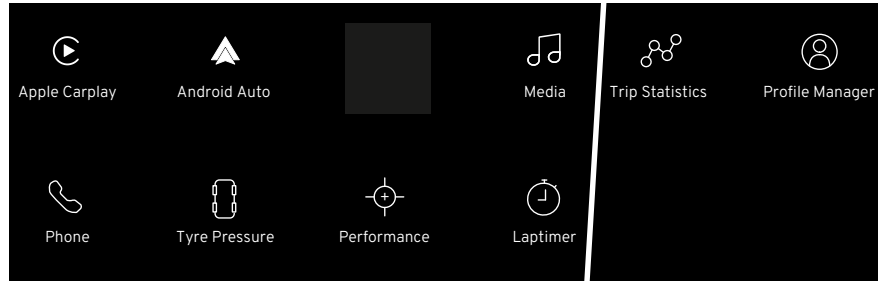 Apple Carplay
Android Auto
Media
Trip Statistics
Profile Manager
Phone
Tyre Pressure
Performance
Laptimer